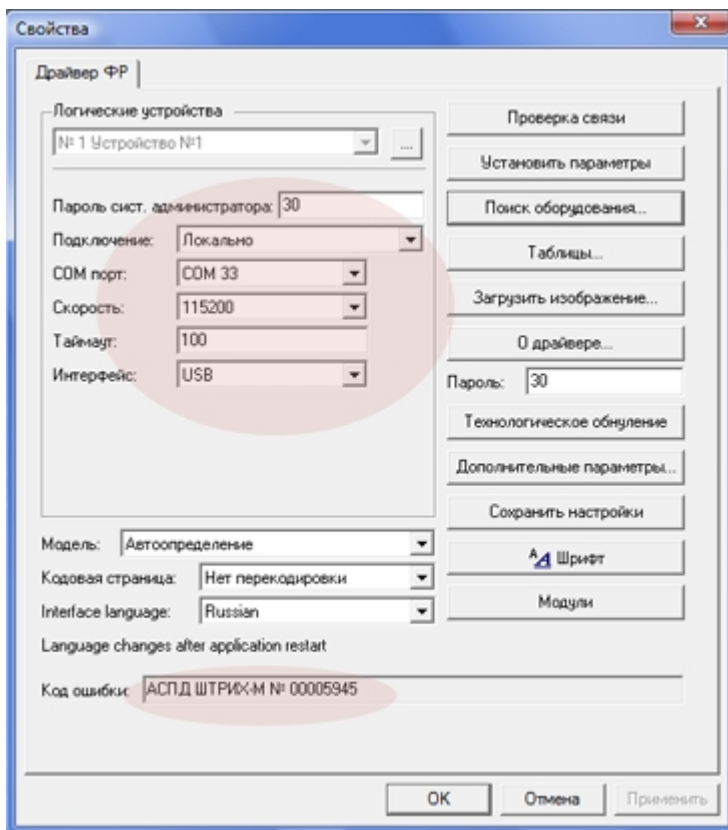 Свойства
Драйвер ФР
Логические устройства
№ 1 Устройство №1
...
Пароль сист. администратора: 30
Подключение: Локально
COM порт: COM 33
Скорость: 115200
Таймаут: 100
Интерфейс: USB
Проверка связи
Установить параметры
Поиск оборудования...
Таблицы...
Загрузить изображение...
О драйвере...
Пароль: 30
Технологическое обнуление
Дополнительные параметры...
Сохранить настройки
AA Шрифт
Модули
Модель: Автоопределение
Кодовая страница: Нет перекодировки
Interface language: Russian
Language changes after application restart
Код ошибки: АСПД ШТРИХ-М № 00005945
OK
Отмена
Применить